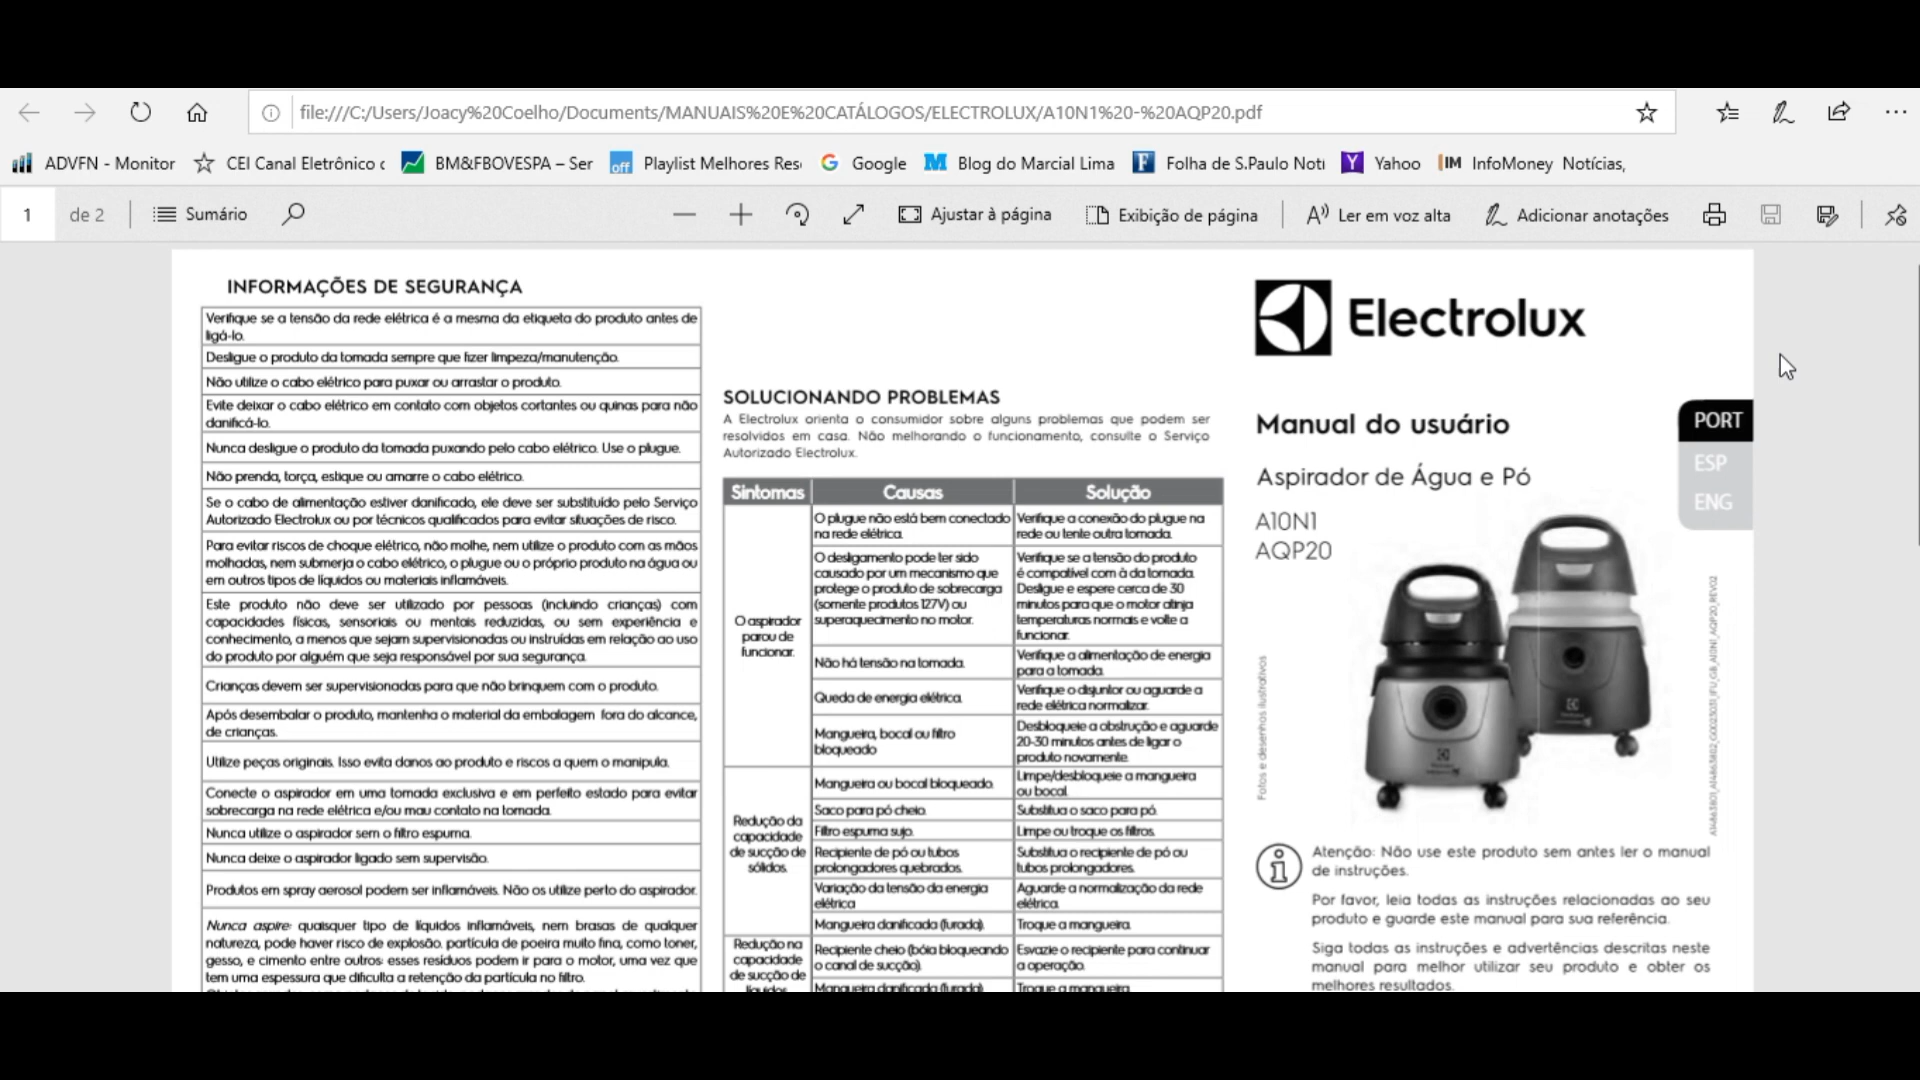 file:///C:/Users/Joacy%20Coelho/Documents/MANUAIS%20E%20CATÁLOGOS/ELECTROLUX/A10N1%20-%20AQP20.pdf
ADVFN - Monitor
CEI Canal Eletrônico c
BM&FBOVESPA – Ser
off
Playlist Melhores Res
Google
Blog do Marcial Lima
Folha de S.Paulo Noti
Yahoo
InfoMoney Notícias,
1 de 2
Sumário
Ajustar à página
Exibição de página
Ler em voz alta
Adicionar anotações
INFORMAÇÕES DE SEGURANÇA
Verifique se a tensão da rede elétrica é a mesma da etiqueta do produto antes de
ligá-lo.
Desligue o produto da tomada sempre que fizer limpeza/manutenção.
Não utilize o cabo elétrico para puxar ou arrastar o produto.
Evite deixar o cabo elétrico em contato com objetos cortantes ou quinas para não
danificá-lo.
Nunca desligue o produto da tomada puxando pelo cabo elétrico. Use o plugue.
Não prenda, torça, estique ou amarre o cabo elétrico.
Se o cabo de alimentação estiver danificado, ele deve ser substituído pelo Serviço
Autorizado Electrolux ou por técnicos qualificados para evitar situações de risco.
Para evitar riscos de choque elétrico, não molhe, nem utilize o produto com as mãos
molhadas, nem submerja o cabo elétrico, o plugue ou o próprio produto na água ou
em outros tipos de líquidos ou materiais inflamáveis.
Este produto não deve ser utilizado por pessoas (incluindo crianças) com
capacidades físicas, sensoriais ou mentais reduzidas, ou sem experiência e
conhecimento, a menos que sejam supervisionadas ou instruídas em relação ao uso
do produto por alguém que seja responsável por sua segurança.
Crianças devem ser supervisionadas para que não brinquem com o produto.
Após desembalar o produto, mantenha o material da embalagem fora do alcance,
de crianças.
Utilize peças originais. Isso evita danos ao produto e riscos a quem o manipula.
Conecte o aspirador em uma tomada exclusiva e em perfeito estado para evitar
sobrecarga na rede elétrica e/ou mau contato na tomada.
Nunca utilize o aspirador sem o filtro espuma.
Nunca deixe o aspirador ligado sem supervisão.
Produtos em spray aerosol podem ser inflamáveis. Não os utilize perto do aspirador.
Nunca aspire: quaisquer tipo de líquidos inflamáveis, nem brasas de qualquer
natureza, pode haver risco de explosão. partícula de poeira muito fina, como toner,
gesso, e cimento entre outros: esses resíduos podem ir para o motor, uma vez que
tem uma espessura que dificulta a retenção da partícula no filtro.
SOLUCIONANDO PROBLEMAS
A Electrolux orienta o consumidor sobre alguns problemas que podem ser
resolvidos em casa. Não melhorando o funcionamento, consulte o Serviço
Autorizado Electrolux.
Sintomas Causas Solução
O aspirador
parou de
funcionar.
O plugue não está bem conectado
na rede elétrica.
Verifique a conexão do plugue na
rede ou tente outra tomada.
O desligamento pode ter sido
causado por um mecanismo que
protege o produto de sobrecarga
(somente produtos 127V) ou
superaquecimento no motor.
Verifique se a tensão do produto
é compatível com à da tomada.
Desligue e espere cerca de 30
minutos para que o motor atinja
temperaturas normais e volte a
funcionar.
Não há tensão na tomada.
Verifique a alimentação de energia
para a tomada.
Queda de energia elétrica.
Verifique o disjuntor ou aguarde a
rede elétrica normalizar.
Mangueira, bocal ou filtro
bloqueado
Desbloqueie a obstrução e aguarde
20-30 minutos antes de ligar o
produto novamente.
Redução da
capacidade
de sucção de
sólidos.
Mangueira ou bocal bloqueado.
Limpe/desbloqueie a mangueira
ou bocal.
Saco para pó cheio.
Substitua o saco para pó.
Filtro espuma sujo.
Limpe ou troque os filtros.
Recipiente de pó ou tubos
prolongadores quebrados.
Substitua o recipiente de pó ou
tubos prolongadores.
Variação da tensão da energia
elétrica
Aguarde a normalização da rede
elétrica.
Mangueira danificada (furada).
Troque a mangueira.
Redução na
capacidade
de sucção de
líquidos
Recipiente cheio (bóia bloqueando
o canal de sucção).
Esvazie o recipiente para continuar
a operação.
Mangueira danificada (furada).
Troque a mangueira.
Electrolux
Manual do usuário
PORT
ESP
ENG
Aspirador de Água e Pó
A10N1
AQP20
Fotos e desenhos ilustrativos
Atenção: Não use este produto sem antes ler o manual
de instruções.
Por favor, leia todas as instruções relacionadas ao seu
produto e guarde este manual para sua referência.
Siga todas as instruções e advertências descritas neste
manual para melhor utilizar seu produto e obter os
melhores resultados.